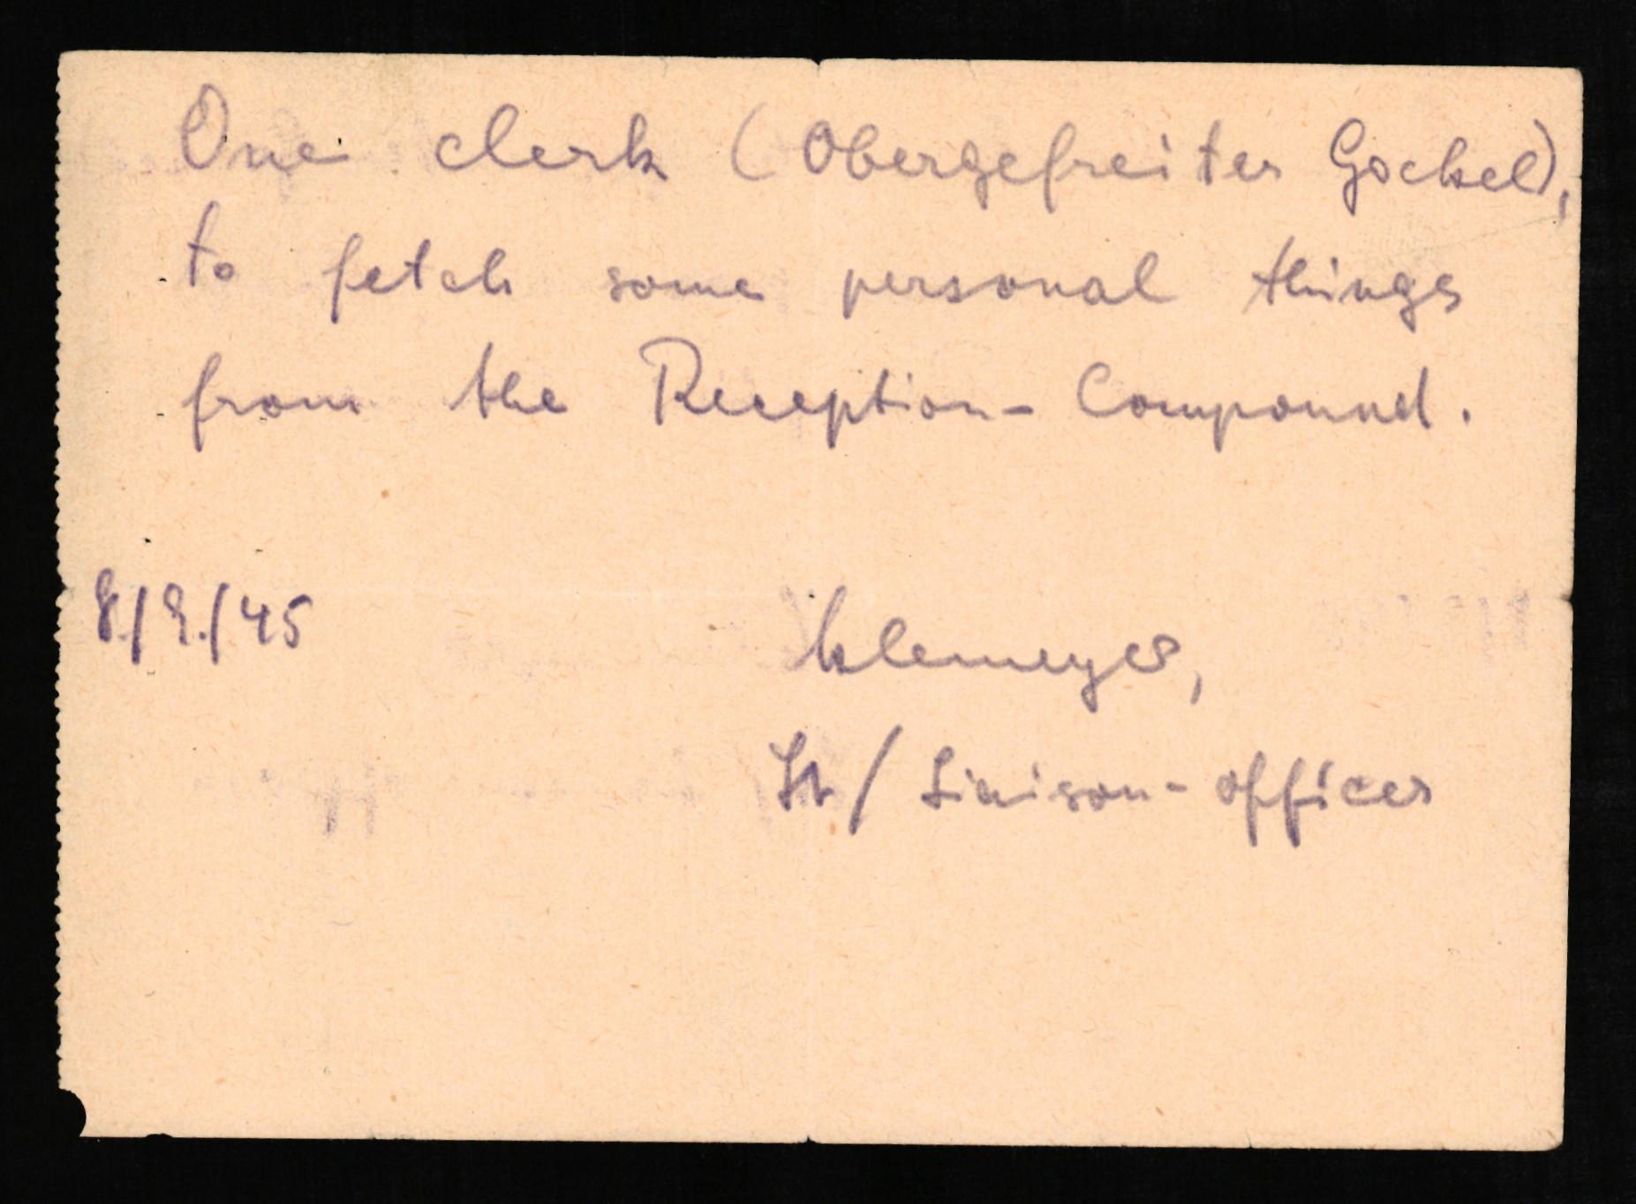 One clerk (Obergefreiter Gockel),
to fetch some personal things
from the Reception-Compound.
8./9./45
Klemeyer,
Lt / Liaison-officer